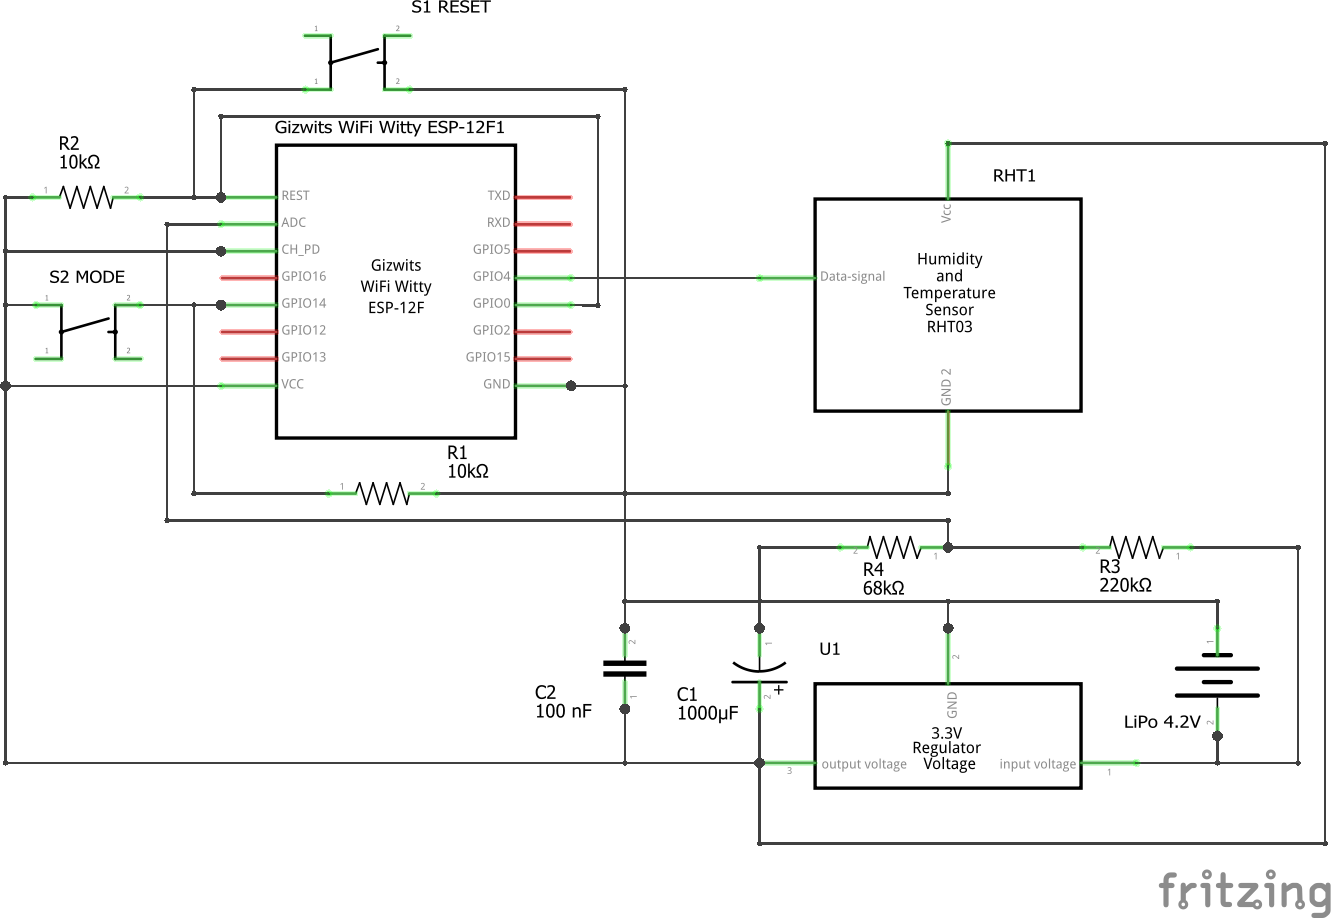 S1 RESET
1
2
1
2
Gizwits WiFi Witty ESP-12F1
R2
10kΩ
1
2
REST
ADC
CH_PD
GPIO16
GPIO14
GPIO12
GPIO13
VCC
Gizwits
WiFi Witty
ESP-12F
TXD
RXD
GPIO5
GPIO4
GPIO0
GPIO2
GPIO15
GND
S2 MODE
1
2
1
2
RHT1
Vcc
Data-signal
Humidity
and
Temperature
Sensor
RHT03
GND 2
R1
10kΩ
1
2
2
1
R4
68kΩ
2
1
R3
220kΩ
2
1
C2
100 nF
1
2
+
C1
1000µF
U1
2
GND
3.3V
Regulator
Voltage
output voltage
input voltage
3
1
1
2
LiPo 4.2V
fritzing